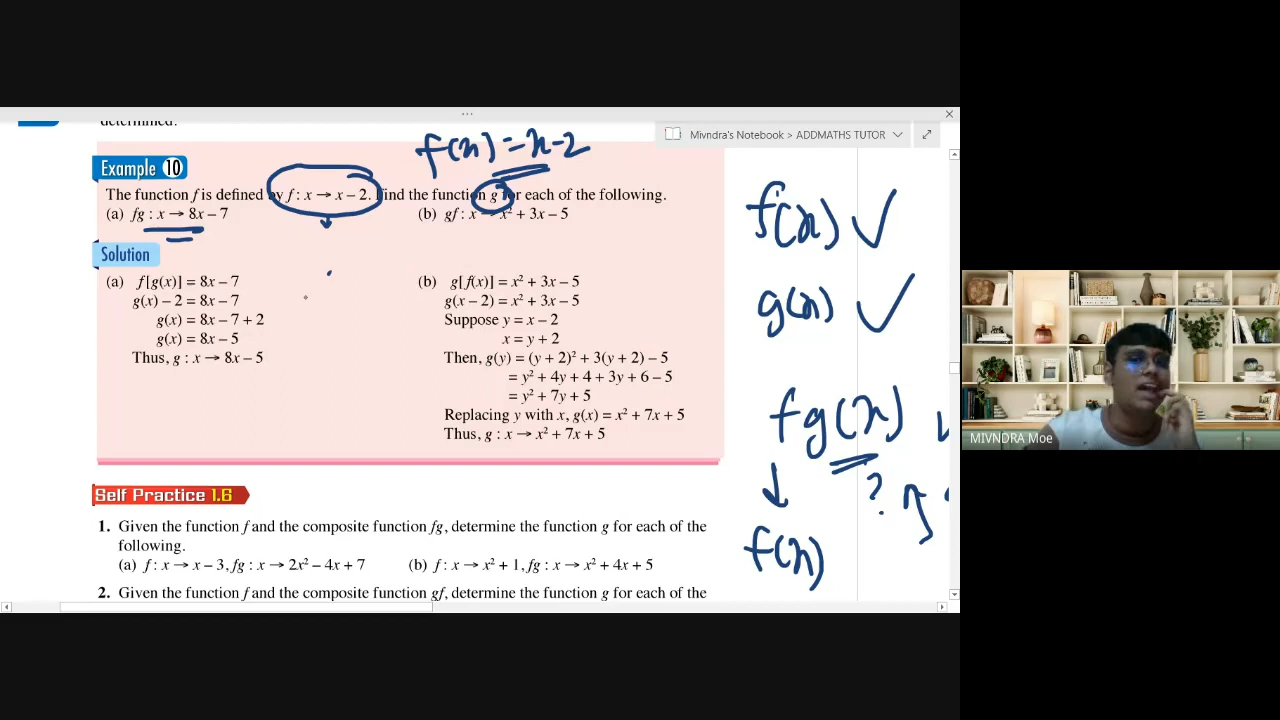 determined.
f(x) = x-2
Mivndra's Notebook > ADDMATHS TUTOR
Example 10
The function f is defined by f : x → x – 2. Find the function g for each of the following.
(a) fg : x → 8x – 7
(b) gf : x → x² + 3x – 5
Solution
(a) f[g(x)] = 8x – 7
g(x) – 2 = 8x – 7
g(x) = 8x – 7 + 2
g(x) = 8x – 5
Thus, g : x → 8x – 5
(b) g[f(x)] = x² + 3x – 5
g(x – 2) = x² + 3x – 5
Suppose y = x – 2
x = y + 2
Then, g(y) = (y + 2)² + 3(y + 2) – 5
= y² + 4y + 4 + 3y + 6 – 5
= y² + 7y + 5
Replacing y with x, g(x) = x² + 7x + 5
Thus, g : x → x² + 7x + 5
f(x) ✓
g(x) ✓
fg(x)
?
f(x)
MIVNDRA Moe
Self Practice 1.6
1. Given the function f and the composite function fg, determine the function g for each of the
following.
(a) f : x → x – 3, fg : x → 2x² – 4x + 7
(b) f : x → x² + 1, fg : x → x² + 4x + 5
2. Given the function f and the composite function gf, determine the function g for each of the